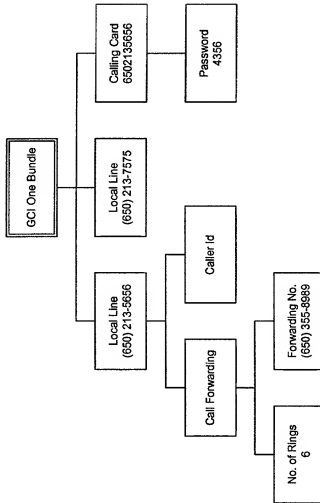 GCI One Bundle
Local Line
(650) 213-5656
Local Line
(650) 213-7575
Calling Card
6502135656
Call Forwarding
Caller Id
Password
4356
No. of Rings
6
Forwarding No.
(650) 355-8989